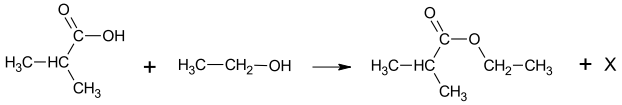 O
C—OH
H₃C—HC
CH₃
+
H₃C—CH₂—OH
O
C—O
H₃C—HC
CH₂—CH₃
CH₃
+ X